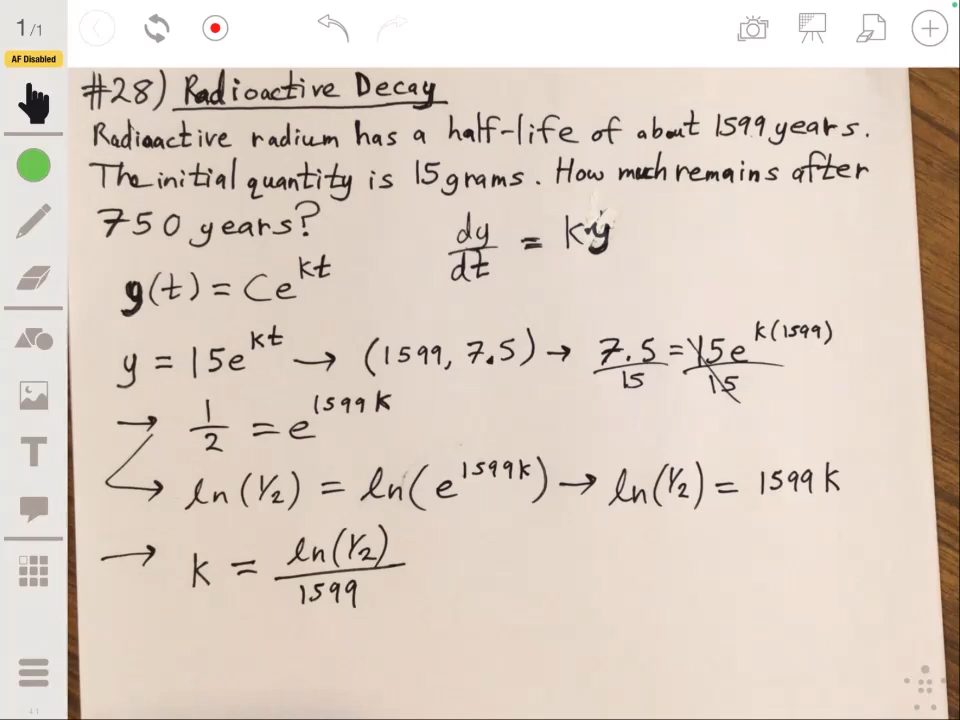 1/1
AF Disabled
#28) Radioactive Decay
Radioactive radium has a half-life of about 1599 years.
The initial quantity is 15 grams. How much remains after
750 years?
dy/dt = ky
y(t) = Ce^kt
y = 15e^kt → (1599, 7.5) → 7.5/15 = 15e^k(1599)/15
→ 1/2 = e^1599k
→ ln(1/2) = ln(e^1599k) → ln(1/2) = 1599k
→ k = ln(1/2)/1599
T
41